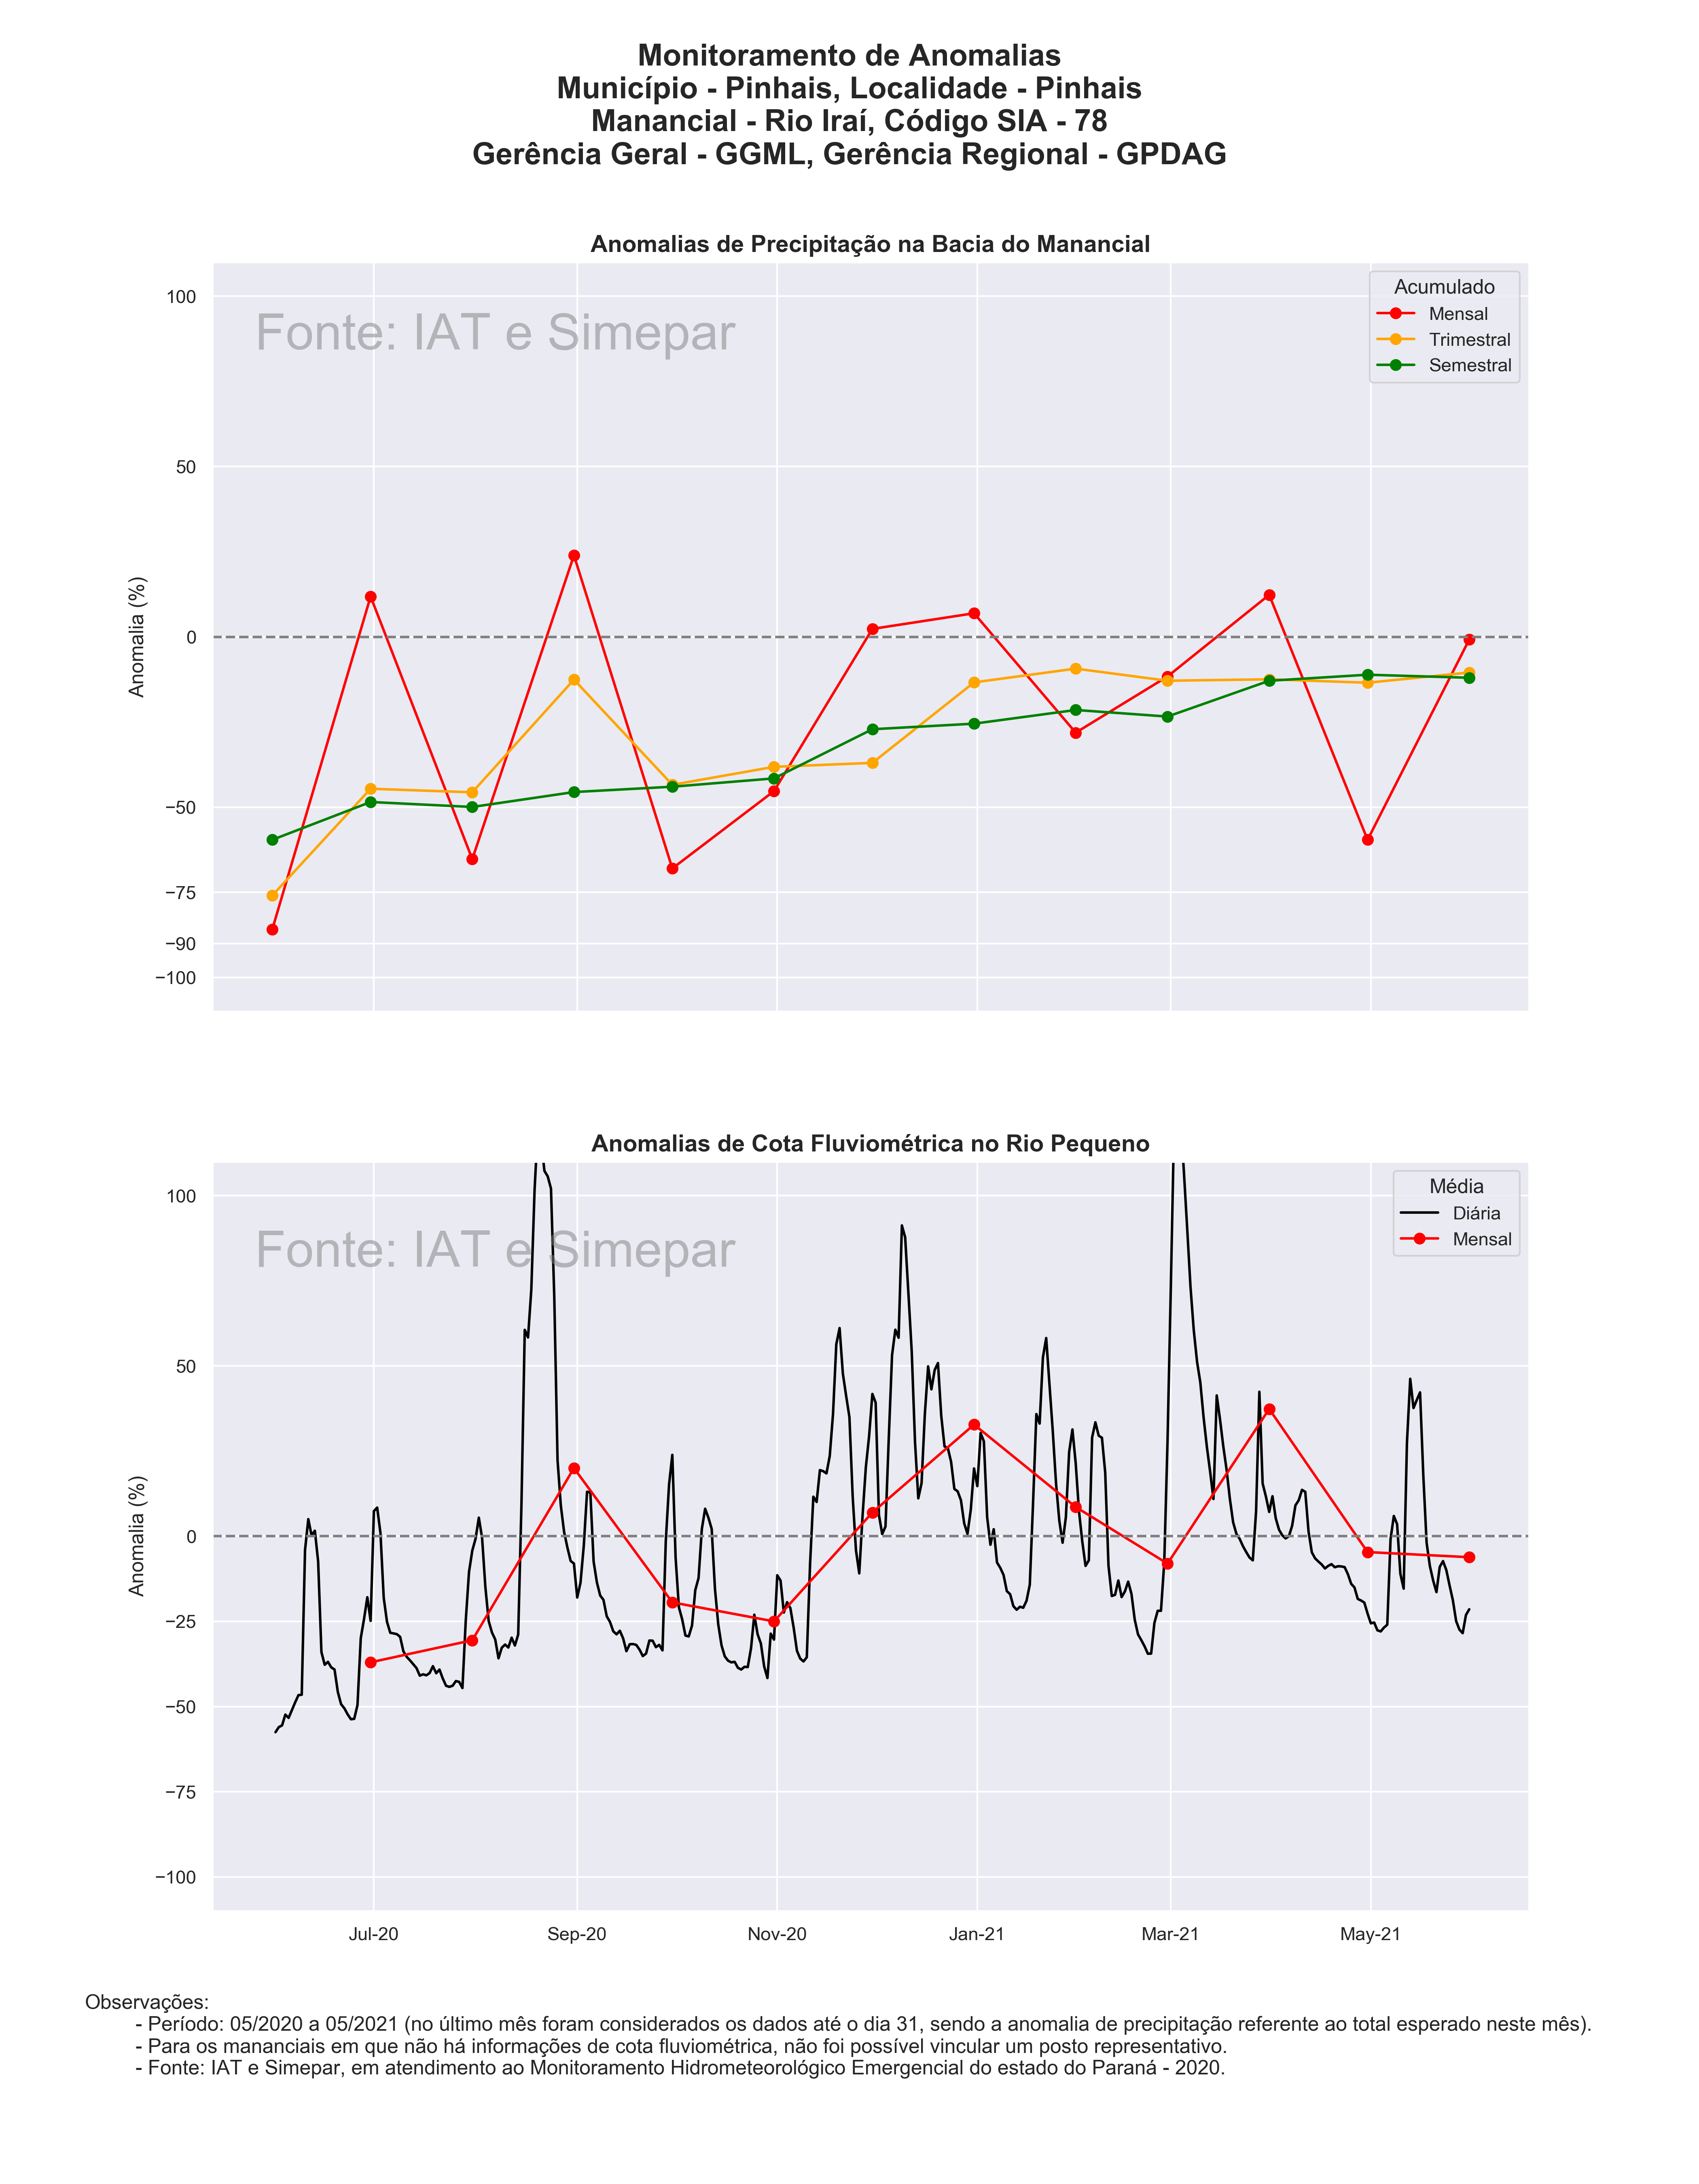 Monitoramento de Anomalias
Município - Pinhais, Localidade - Pinhais
Manancial - Rio Iraí, Código SIA - 78
Gerência Geral - GGML, Gerência Regional - GPDAG
Anomalias de Precipitação na Bacia do Manancial
Fonte: IAT e Simepar
Acumulado
Mensal
Trimestral
Semestral
Anomalia (%)
100
50
0
−50
−75
−90
−100
Anomalias de Cota Fluviométrica no Rio Pequeno
Fonte: IAT e Simepar
Média
Diária
Mensal
Anomalia (%)
100
50
0
−25
−50
−75
−100
Jul-20 Sep-20 Nov-20 Jan-21 Mar-21 May-21
Observações:
- Período: 05/2020 a 05/2021 (no último mês foram considerados os dados até o dia 31, sendo a anomalia de precipitação referente ao total esperado neste mês).
- Para os mananciais em que não há informações de cota fluviométrica, não foi possível vincular um posto representativo.
- Fonte: IAT e Simepar, em atendimento ao Monitoramento Hidrometeorológico Emergencial do estado do Paraná - 2020.